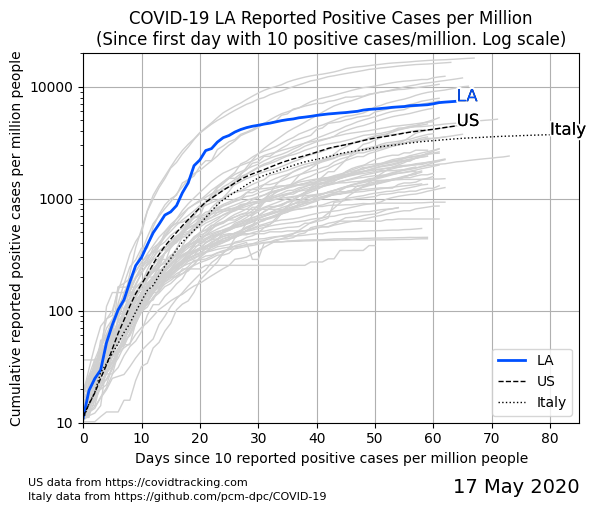 COVID-19 LA Reported Positive Cases per Million
(Since first day with 10 positive cases/million. Log scale)
Cumulative reported positive cases per million people
10000
1000
100
10
LA
US
Italy
LA
US
Italy
0 10 20 30 40 50 60 70 80
Days since 10 reported positive cases per million people
US data from https://covidtracking.com
Italy data from https://github.com/pcm-dpc/COVID-19
17 May 2020